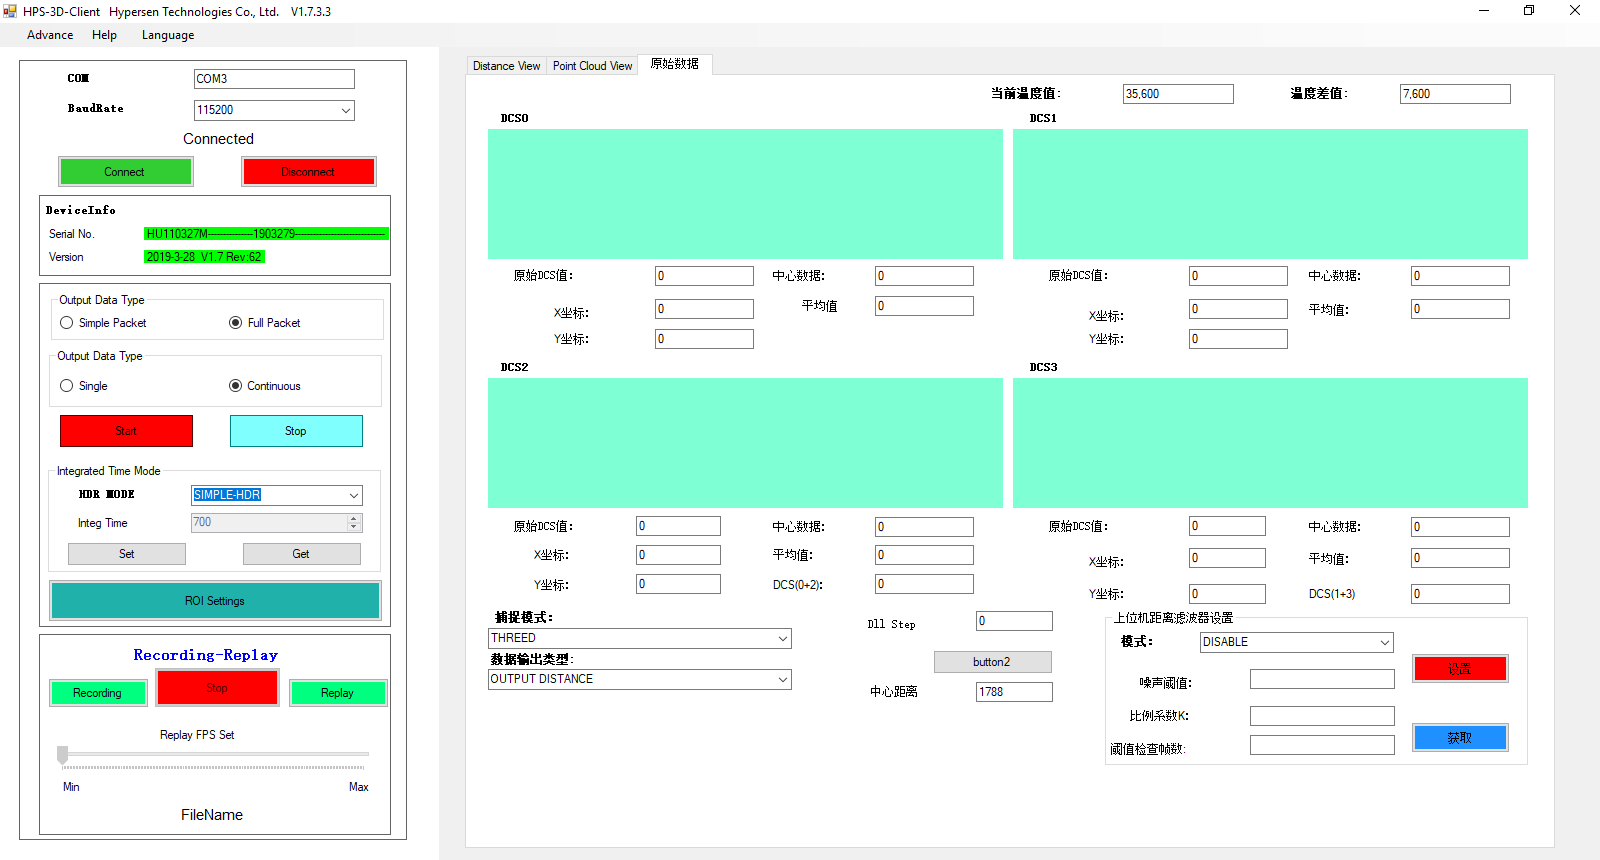 HPS-3D-Client Hypersen Technologies Co., Ltd. V1.7.3.3
Advance Help Language
COM
COM3
BaudRate
115200
Connected
Connect Disconnect
DeviceInfo
Serial No. HU110327M---------------1903279------------------------------
Version 2019-3-28 V1.7 Rev:62
Output Data Type
Simple Packet Full Packet
Output Data Type
Single Continuous
Start Stop
Integrated Time Mode
HDR MODE SIMPLE-HDR
Integ Time 700
Set Get
ROI Settings
Recording-Replay
Recording Stop Replay
Replay FPS Set
Min Max
FileName
Distance View Point Cloud View 原始数据
当前温度值: 35,600 温度差值: 7,600
DCS0 DCS1
原始DCS值: 0 中心数据: 0 原始DCS值: 0 中心数据: 0
X坐标: 0 平均值 0 X坐标: 0 平均值: 0
Y坐标: 0 Y坐标: 0
DCS2 DCS3
原始DCS值: 0 中心数据: 0 原始DCS值: 0 中心数据: 0
X坐标: 0 平均值: 0 X坐标: 0 平均值: 0
Y坐标: 0 DCS(0+2): 0 Y坐标: 0 DCS(1+3) 0
捕捉模式:
THREED
数据输出类型:
OUTPUT DISTANCE
Dll Step 0
button2
中心距离 1788
上位机距离滤波器设置
模式: DISABLE
设置
噪声阈值:
比例系数K:
获取
阈值检查帧数: